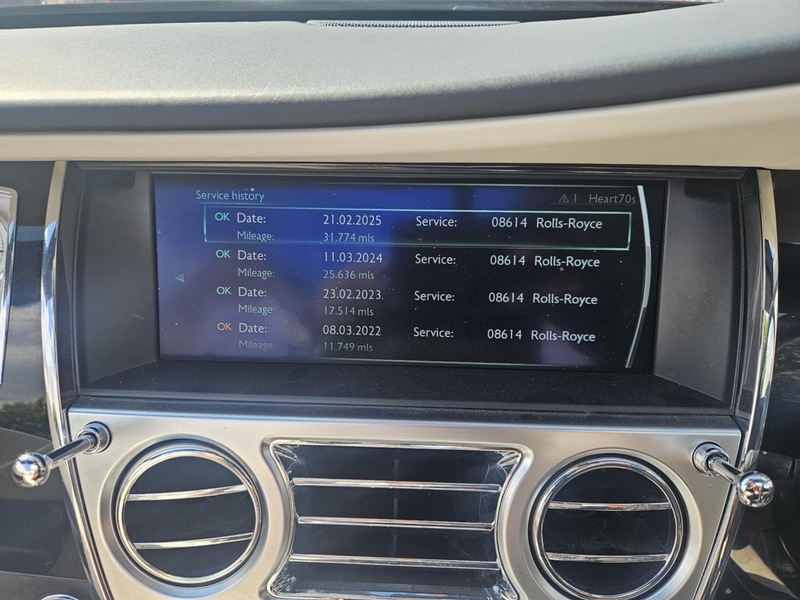 Service history 1 Heart70s
OK Date: 21.02.2025 Service: 08614 Rolls-Royce
Mileage: 31.774 mls
OK Date: 11.03.2024 Service: 08614 Rolls-Royce
Mileage: 25.636 mls
OK Date: 23.02.2023 Service: 08614 Rolls-Royce
Mileage: 17.514 mls
OK Date: 08.03.2022 Service: 08614 Rolls-Royce
Mileage: 11.749 mls